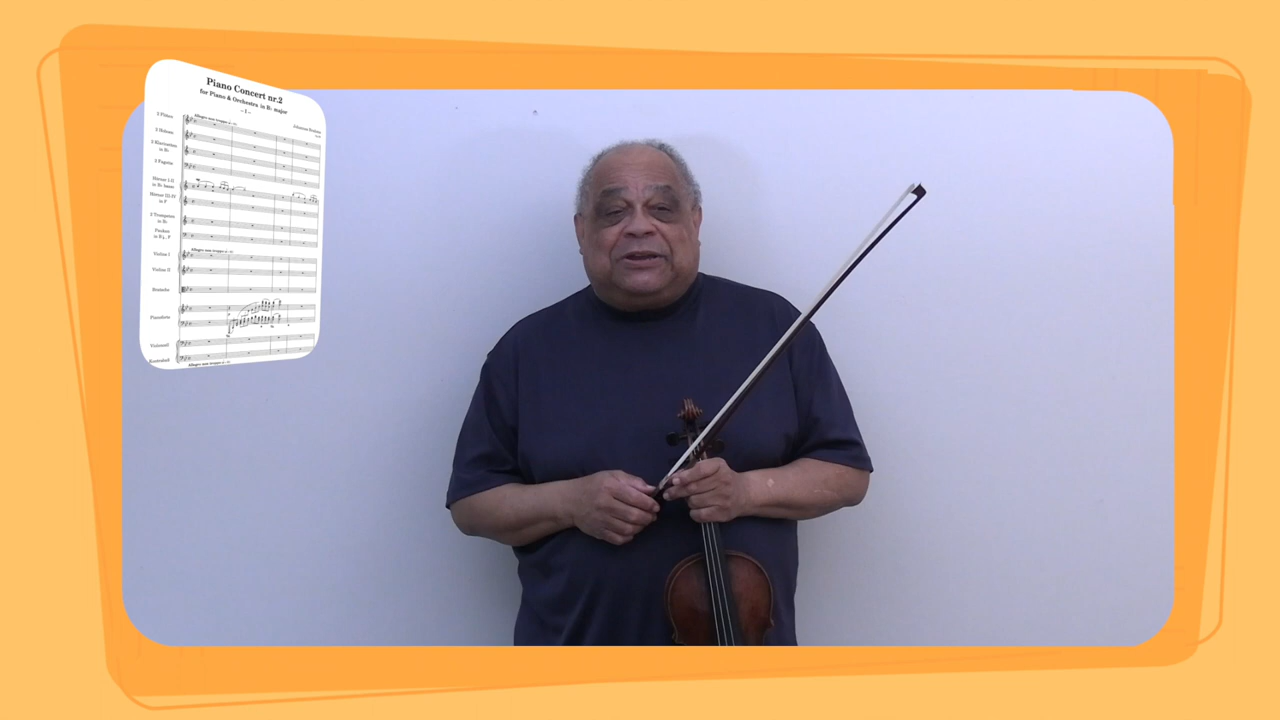 Piano Concert nr.2
for Piano & Orchestra in B♭ major
– I –
Johannes Brahms
Allegro non troppo
2 Flöten
2 Hoboen
2 Klarinetten
in B♭
2 Fagotte
Hörner I-II
in B♭ basso
Hörner III-IV
in F
2 Trompeten
in B♭
Pauken
Allegro non troppo
Violine I
Violine II
Bratsche
Pianoforte
Violoncell
Kontrabaß
Allegro non troppo